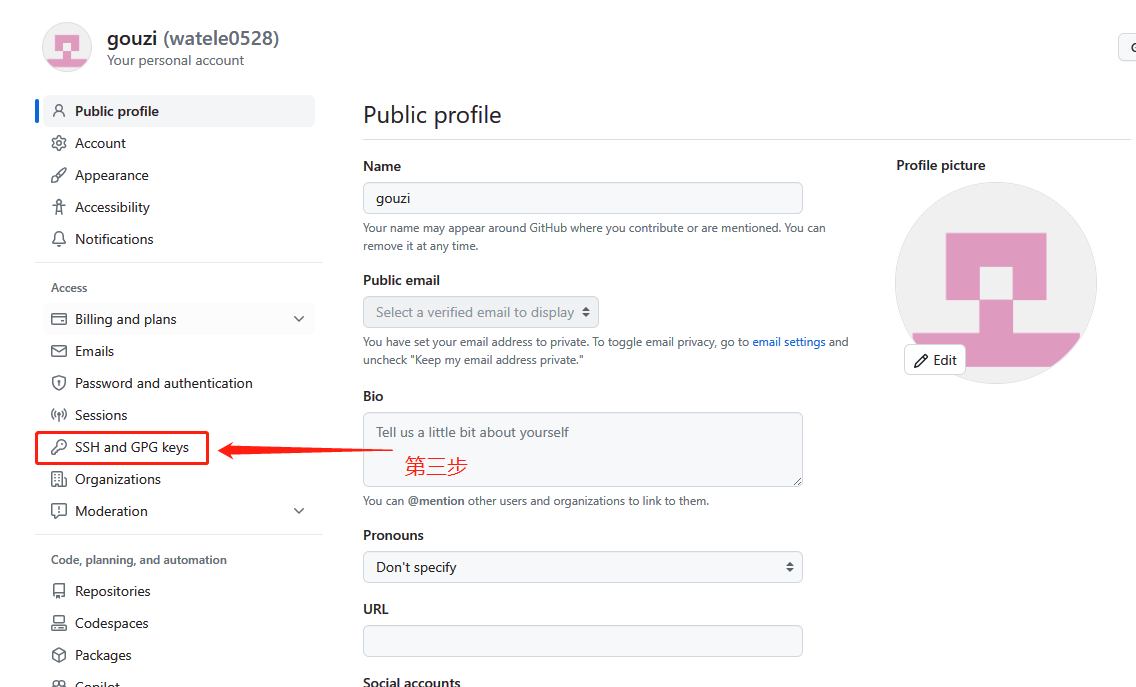 gouzi (watele0528)
Your personal account
Public profile
Account
Appearance
Accessibility
Notifications
Access
Billing and plans
Emails
Password and authentication
Sessions
SSH and GPG keys
Organizations
Moderation
Code, planning, and automation
Repositories
Codespaces
Packages
Copilot
Public profile
Name
gouzi
Your name may appear around GitHub where you contribute or are mentioned. You can
remove it at any time.
Public email
Select a verified email to display
You have set your email address to private. To toggle email privacy, go to email settings and
uncheck "Keep my email address private."
Bio
Tell us a little bit about yourself
第三步
You can @mention other users and organizations to link to them.
Pronouns
Don't specify
URL
Social accounts
Profile picture
Edit